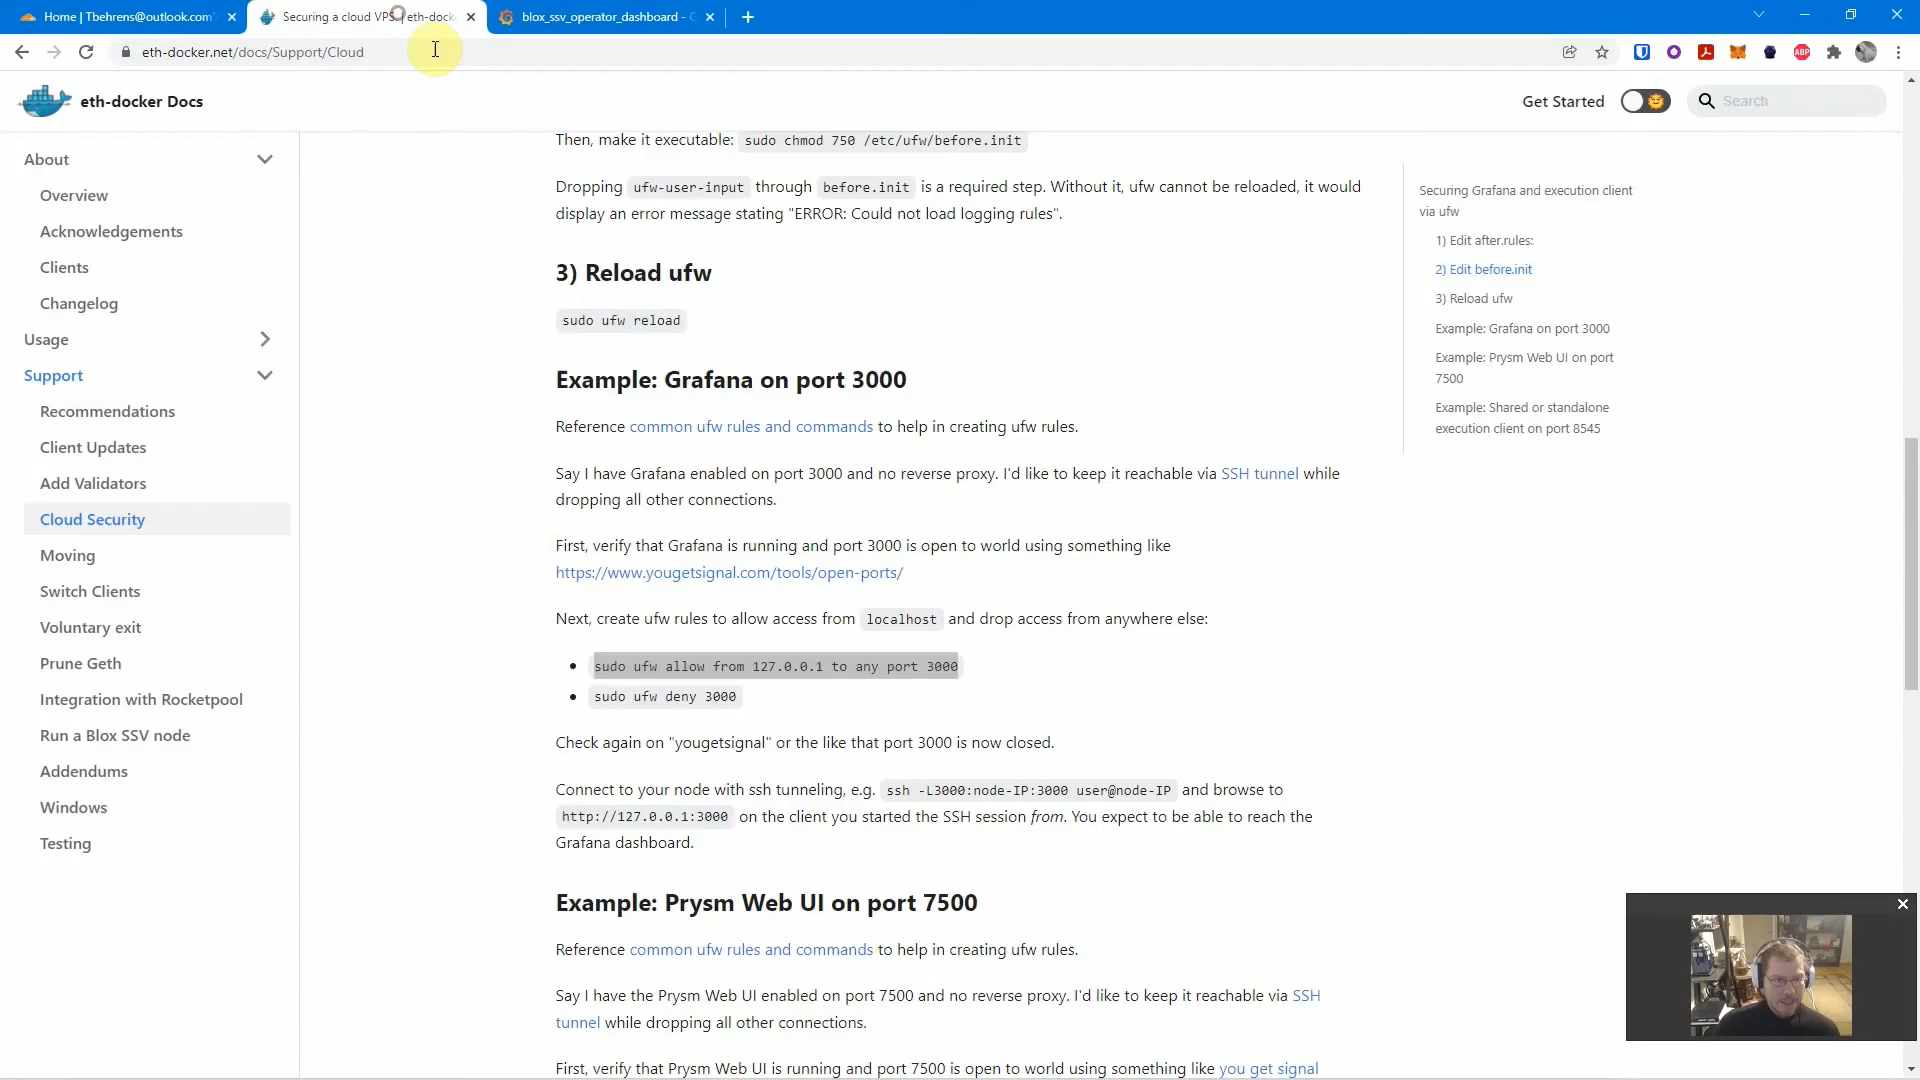 Home | Tbehrens@outlook.com'
Securing a cloud VPS | eth-docke
blox_ssv_operator_dashboard - G
eth-docker.net/docs/Support/Cloud
ABP
eth-docker Docs
Get Started
Search
About
Overview
Acknowledgements
Clients
Changelog
Usage
Support
Recommendations
Client Updates
Add Validators
Cloud Security
Moving
Switch Clients
Voluntary exit
Prune Geth
Integration with Rocketpool
Run a Blox SSV node
Addendums
Windows
Testing
Then, make it executable: sudo chmod 750 /etc/ufw/before.init
Dropping ufw-user-input through before.init is a required step. Without it, ufw cannot be reloaded, it would
display an error message stating "ERROR: Could not load logging rules".
3) Reload ufw
sudo ufw reload
Example: Grafana on port 3000
Reference common ufw rules and commands to help in creating ufw rules.
Say I have Grafana enabled on port 3000 and no reverse proxy. I'd like to keep it reachable via SSH tunnel while
dropping all other connections.
First, verify that Grafana is running and port 3000 is open to world using something like
https://www.yougetsignal.com/tools/open-ports/
Next, create ufw rules to allow access from localhost and drop access from anywhere else:
• sudo ufw allow from 127.0.0.1 to any port 3000
• sudo ufw deny 3000
Check again on "yougetsignal" or the like that port 3000 is now closed.
Connect to your node with ssh tunneling, e.g. ssh -L3000:node-IP:3000 user@node-IP and browse to
http://127.0.0.1:3000 on the client you started the SSH session from. You expect to be able to reach the
Grafana dashboard.
Example: Prysm Web UI on port 7500
Reference common ufw rules and commands to help in creating ufw rules.
Say I have the Prysm Web UI enabled on port 7500 and no reverse proxy. I'd like to keep it reachable via SSH
tunnel while dropping all other connections.
First, verify that Prysm Web UI is running and port 7500 is open to world using something like you get signal
Securing Grafana and execution client
via ufw
1) Edit after.rules:
2) Edit before.init
3) Reload ufw
Example: Grafana on port 3000
Example: Prysm Web UI on port
7500
Example: Shared or standalone
execution client on port 8545